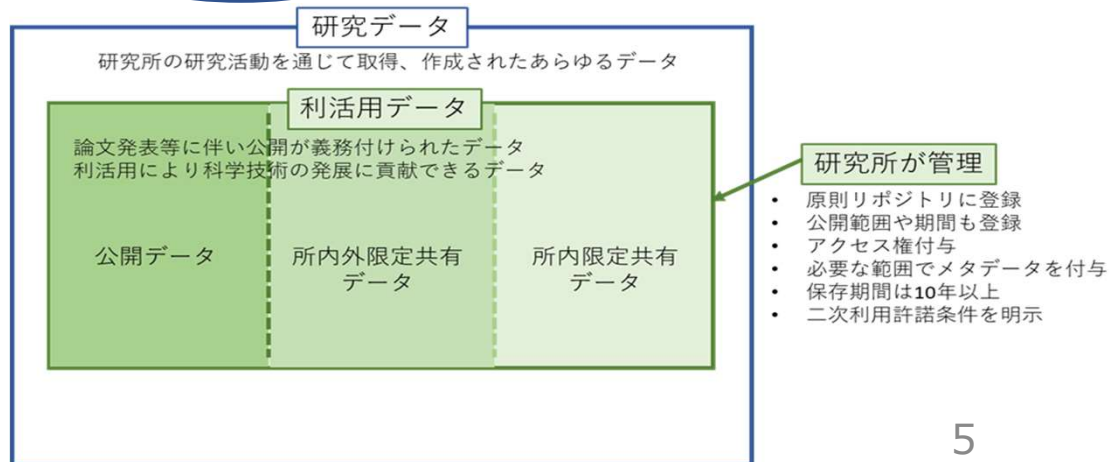 研究データ
研究所の研究活動を通じて取得、作成されたあらゆるデータ
利活用データ
論文発表等に伴い公開が義務付けられたデータ
利活用により科学技術の発展に貢献できるデータ
公開データ
所内外限定共有
データ
所内限定共有
データ
研究所が管理
• 原則リポジトリに登録
• 公開範囲や期間も登録
• アクセス権付与
• 必要な範囲でメタデータを付与
• 保存期間は10年以上
• 二次利用許諾条件を明示
5